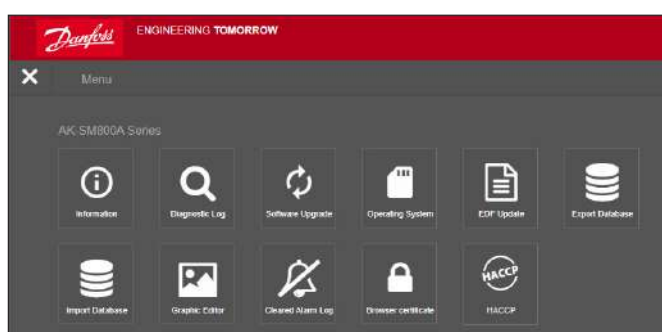 Danfoss
ENGINEERING TOMORROW
Menu
AK-SM800A Series
Information
Diagnostic Log
Software Upgrade
Operating System
EDF Update
Export Database
Import Database
Graphic Editor
Cleared Alarm Log
Browser certificate
HACCP
HACCP